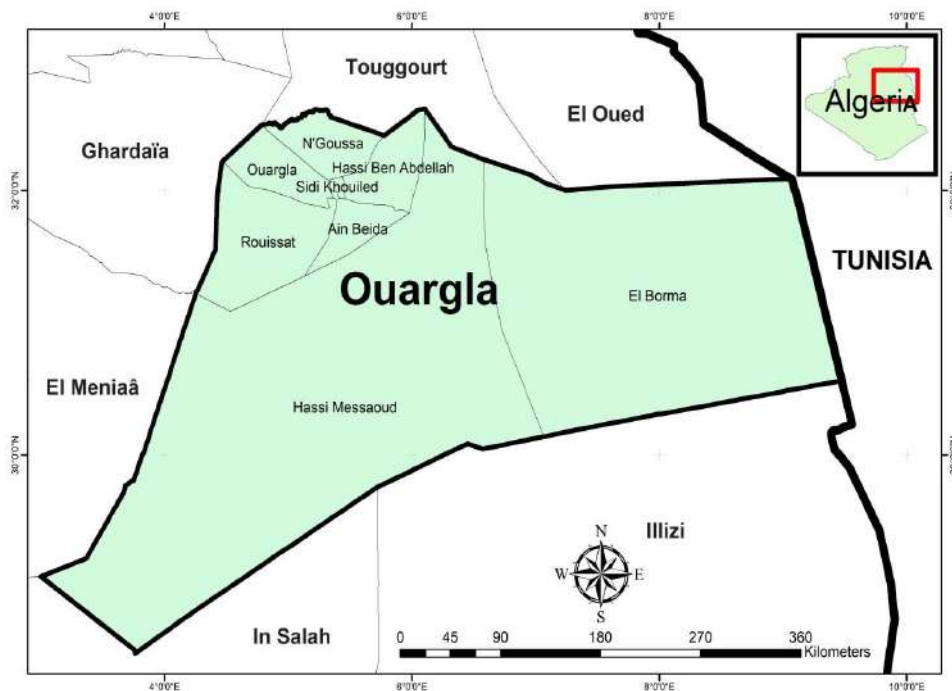 4°0'0"E
6°0'0"E
8°0'0"E
10°0'0"E
Touggourt
El Oued
AlgeriA
Ghardaïa
N'Goussa
Ouargla
Hassi Ben Abdellah
Sidi Khouiled
32°0'0"N
Rouissat
Ain Beida
TUNISIA
Ouargla
El Borma
El Meniaâ
Hassi Messaoud
30°0'0"N
Illizi
N
W
E
S
In Salah
0
45
90
180
270
360
Kilometers
4°0'0"E
6°0'0"E
8°0'0"E
10°0'0"E